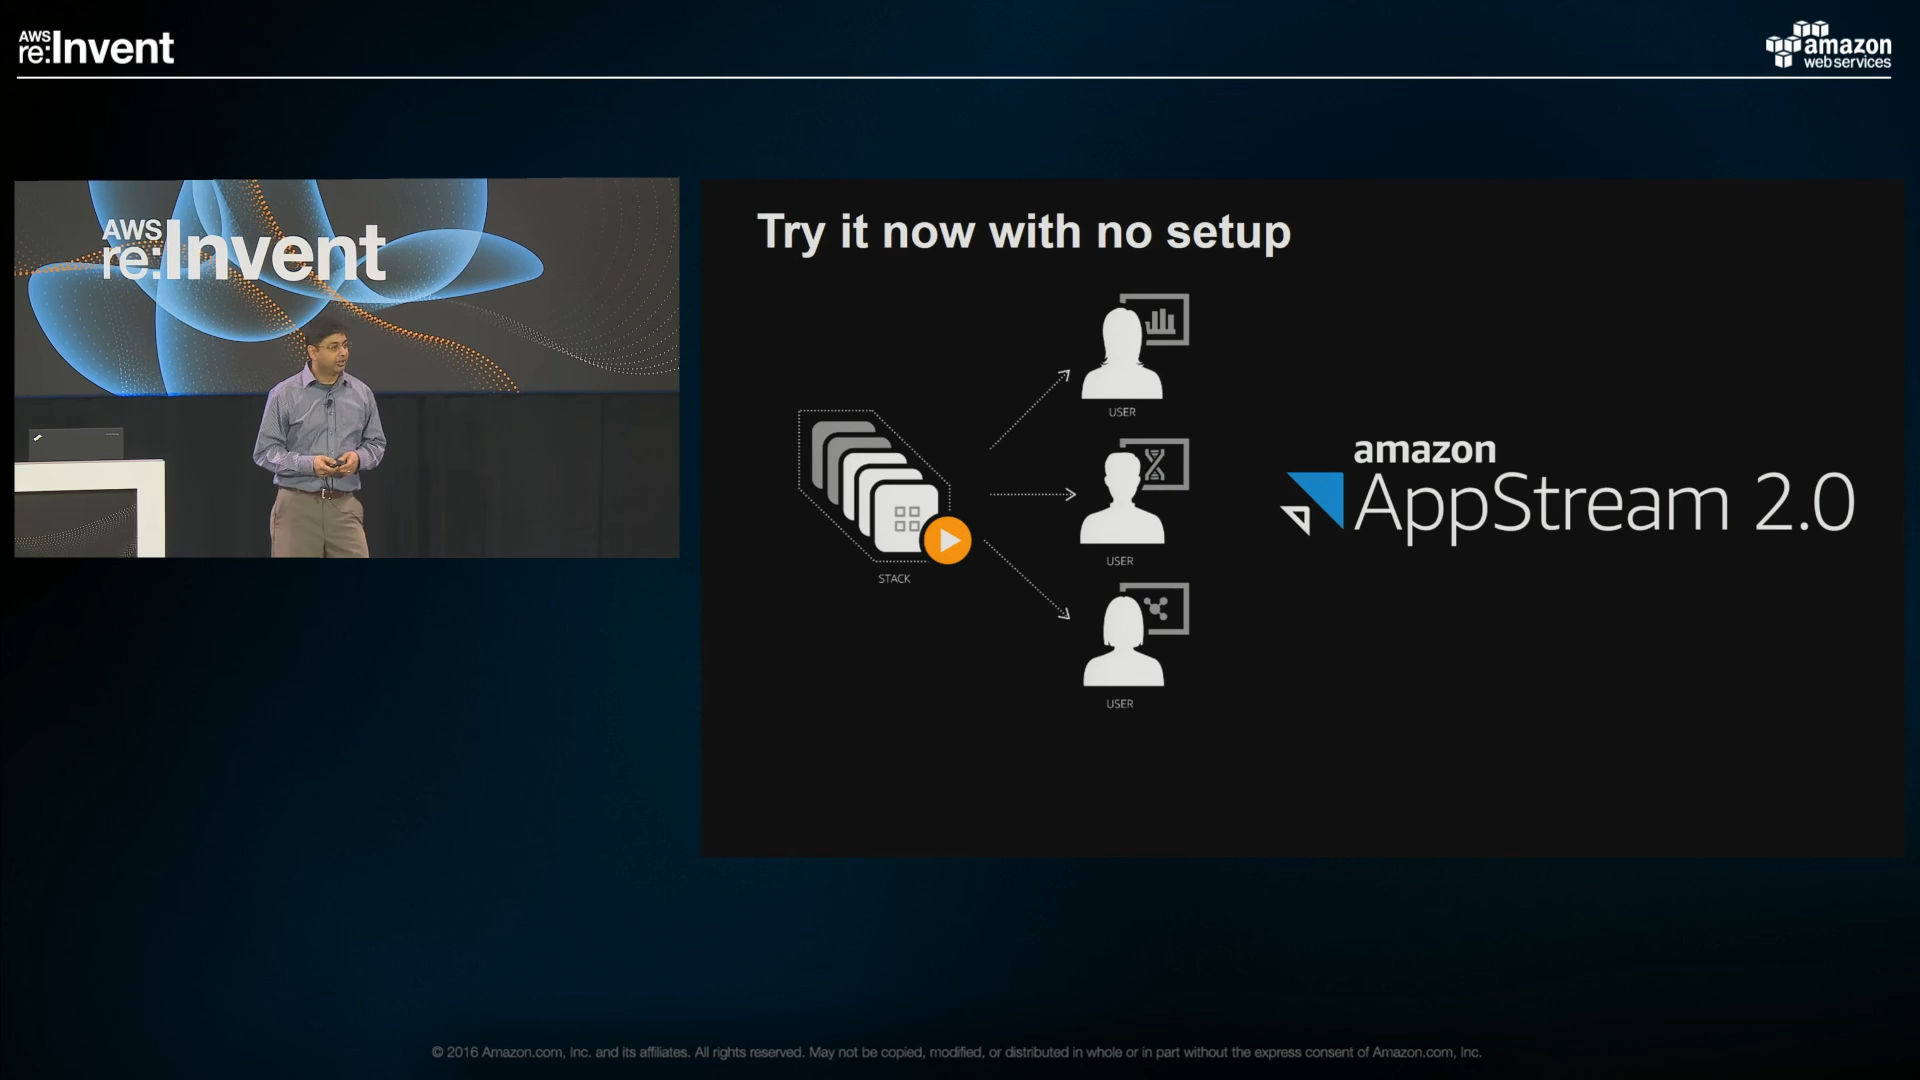 AWS
re:Invent
amazon
web services
AWS
re:Invent
Try it now with no setup
USER
STACK
USER
USER
amazon
AppStream 2.0
© 2016 Amazon.com, Inc. and its affiliates. All rights reserved. May not be copied, modified, or distributed in whole or in part without the express consent of Amazon.com, Inc.